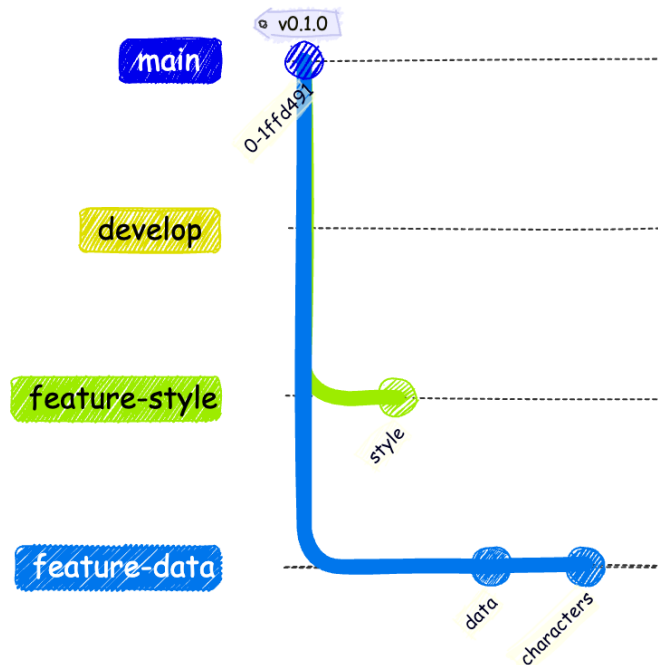 v0.1.0
main
0-1ffd491
develop
feature-style
style
feature-data
data
characters